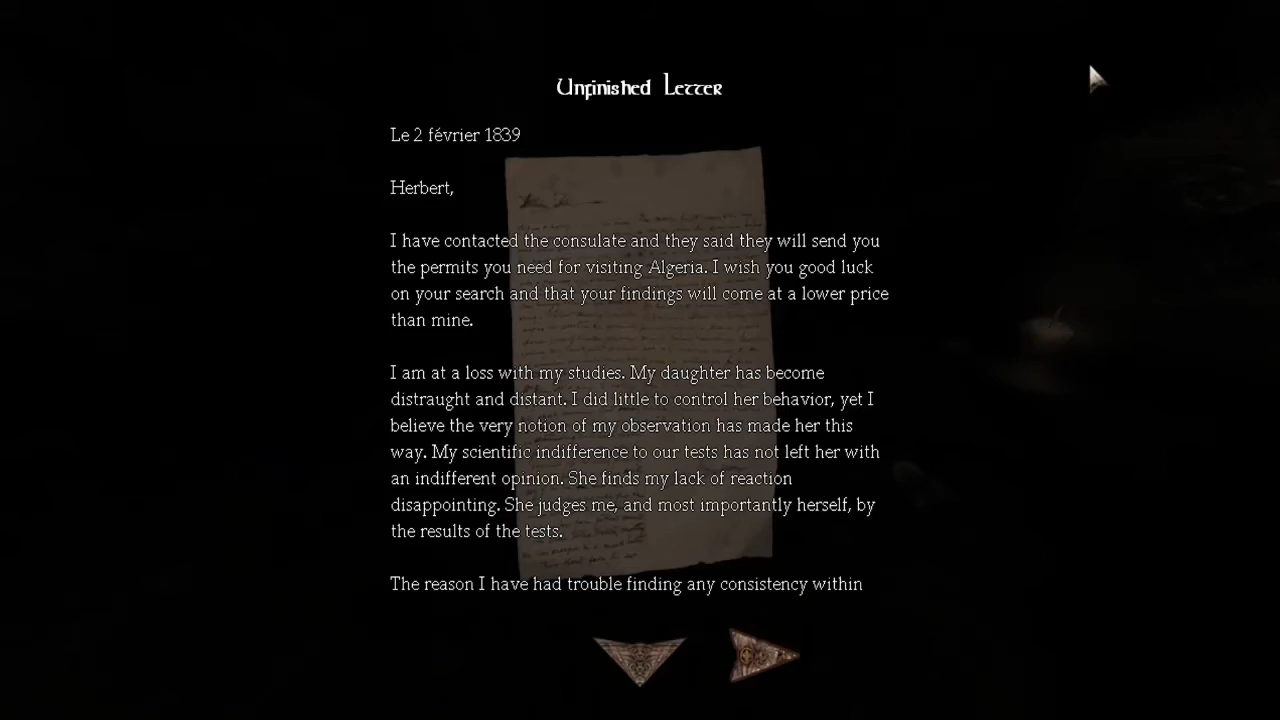 Unfinished Letter
Le 2 février 1839
Herbert,
I have contacted the consulate and they said they will send you
the permits you need for visiting Algeria. I wish you good luck
on your search and that your findings will come at a lower price
than mine.
I am at a loss with my studies. My daughter has become
distraught and distant. I did little to control her behavior, yet I
believe the very notion of my observation has made her this
way. My scientific indifference to our tests has not left her with
an indifferent opinion. She finds my lack of reaction
disappointing. She judges me, and most importantly herself, by
the results of the tests.
The reason I have had trouble finding any consistency within